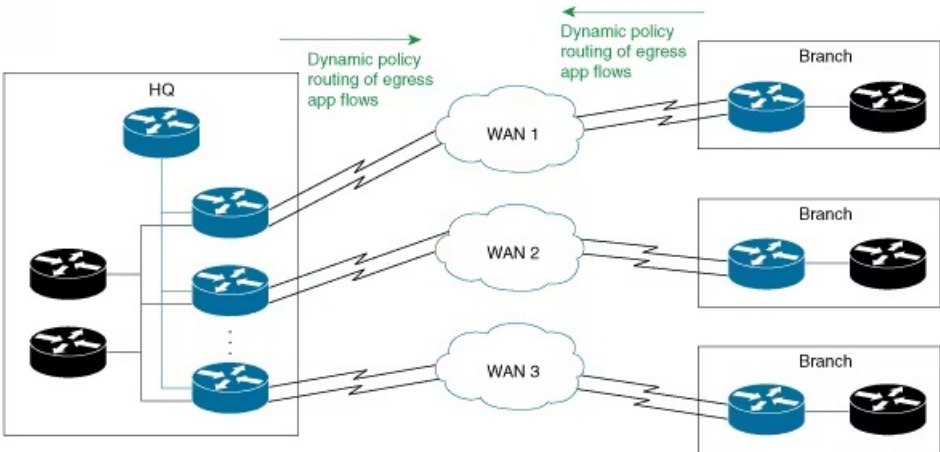 Dynamic policy
routing of egress
app flows
Dynamic policy
routing of egress
app flows
HQ
Branch
WAN 1
Branch
WAN 2
Branch
WAN 3